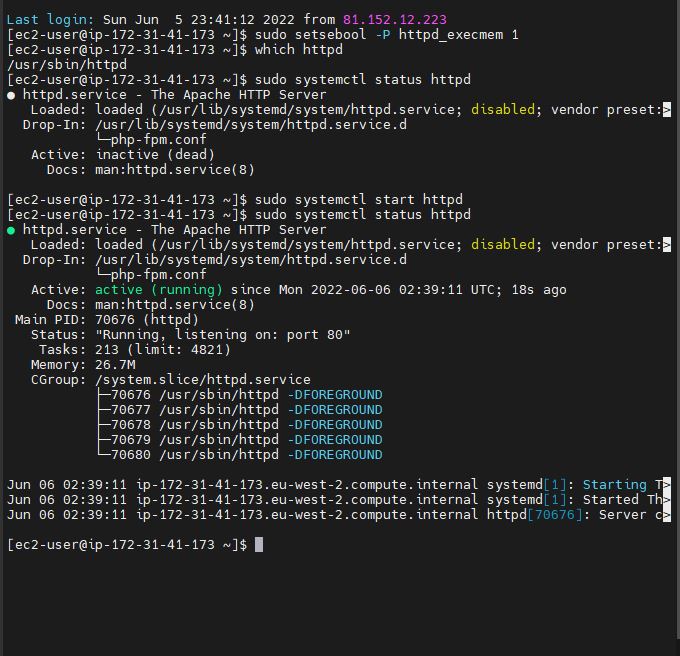 Last login: Sun Jun  5 23:41:12 2022 from 81.152.12.223
[ec2-user@ip-172-31-41-173 ~]$ sudo setsebool -P httpd_execmem 1
[ec2-user@ip-172-31-41-173 ~]$ which httpd
/usr/sbin/httpd
[ec2-user@ip-172-31-41-173 ~]$ sudo systemctl status httpd
● httpd.service - The Apache HTTP Server
   Loaded: loaded (/usr/lib/systemd/system/httpd.service; disabled; vendor preset:>
  Drop-In: /usr/lib/systemd/system/httpd.service.d
           └─php-fpm.conf
   Active: inactive (dead)
     Docs: man:httpd.service(8)

[ec2-user@ip-172-31-41-173 ~]$ sudo systemctl start httpd
[ec2-user@ip-172-31-41-173 ~]$ sudo systemctl status httpd
● httpd.service - The Apache HTTP Server
   Loaded: loaded (/usr/lib/systemd/system/httpd.service; disabled; vendor preset:>
  Drop-In: /usr/lib/systemd/system/httpd.service.d
           └─php-fpm.conf
   Active: active (running) since Mon 2022-06-06 02:39:11 UTC; 18s ago
     Docs: man:httpd.service(8)
 Main PID: 70676 (httpd)
   Status: "Running, listening on: port 80"
    Tasks: 213 (limit: 4821)
   Memory: 26.7M
   CGroup: /system.slice/httpd.service
           ├─70676 /usr/sbin/httpd -DFOREGROUND
           ├─70677 /usr/sbin/httpd -DFOREGROUND
           ├─70678 /usr/sbin/httpd -DFOREGROUND
           ├─70679 /usr/sbin/httpd -DFOREGROUND
           └─70680 /usr/sbin/httpd -DFOREGROUND

Jun 06 02:39:11 ip-172-31-41-173.eu-west-2.compute.internal systemd[1]: Starting T>
Jun 06 02:39:11 ip-172-31-41-173.eu-west-2.compute.internal systemd[1]: Started Th>
Jun 06 02:39:11 ip-172-31-41-173.eu-west-2.compute.internal httpd[70676]: Server c>

[ec2-user@ip-172-31-41-173 ~]$